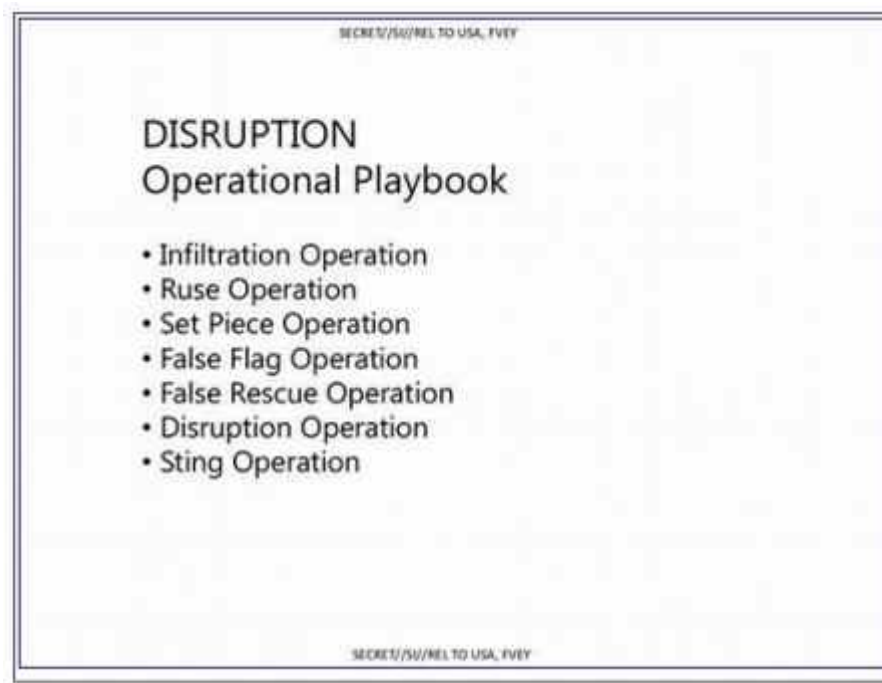 SECRET//SI//REL TO USA, FVEY
DISRUPTION
Operational Playbook
• Infiltration Operation
• Ruse Operation
• Set Piece Operation
• False Flag Operation
• False Rescue Operation
• Disruption Operation
• Sting Operation
SECRET//SI//REL TO USA, FVEY